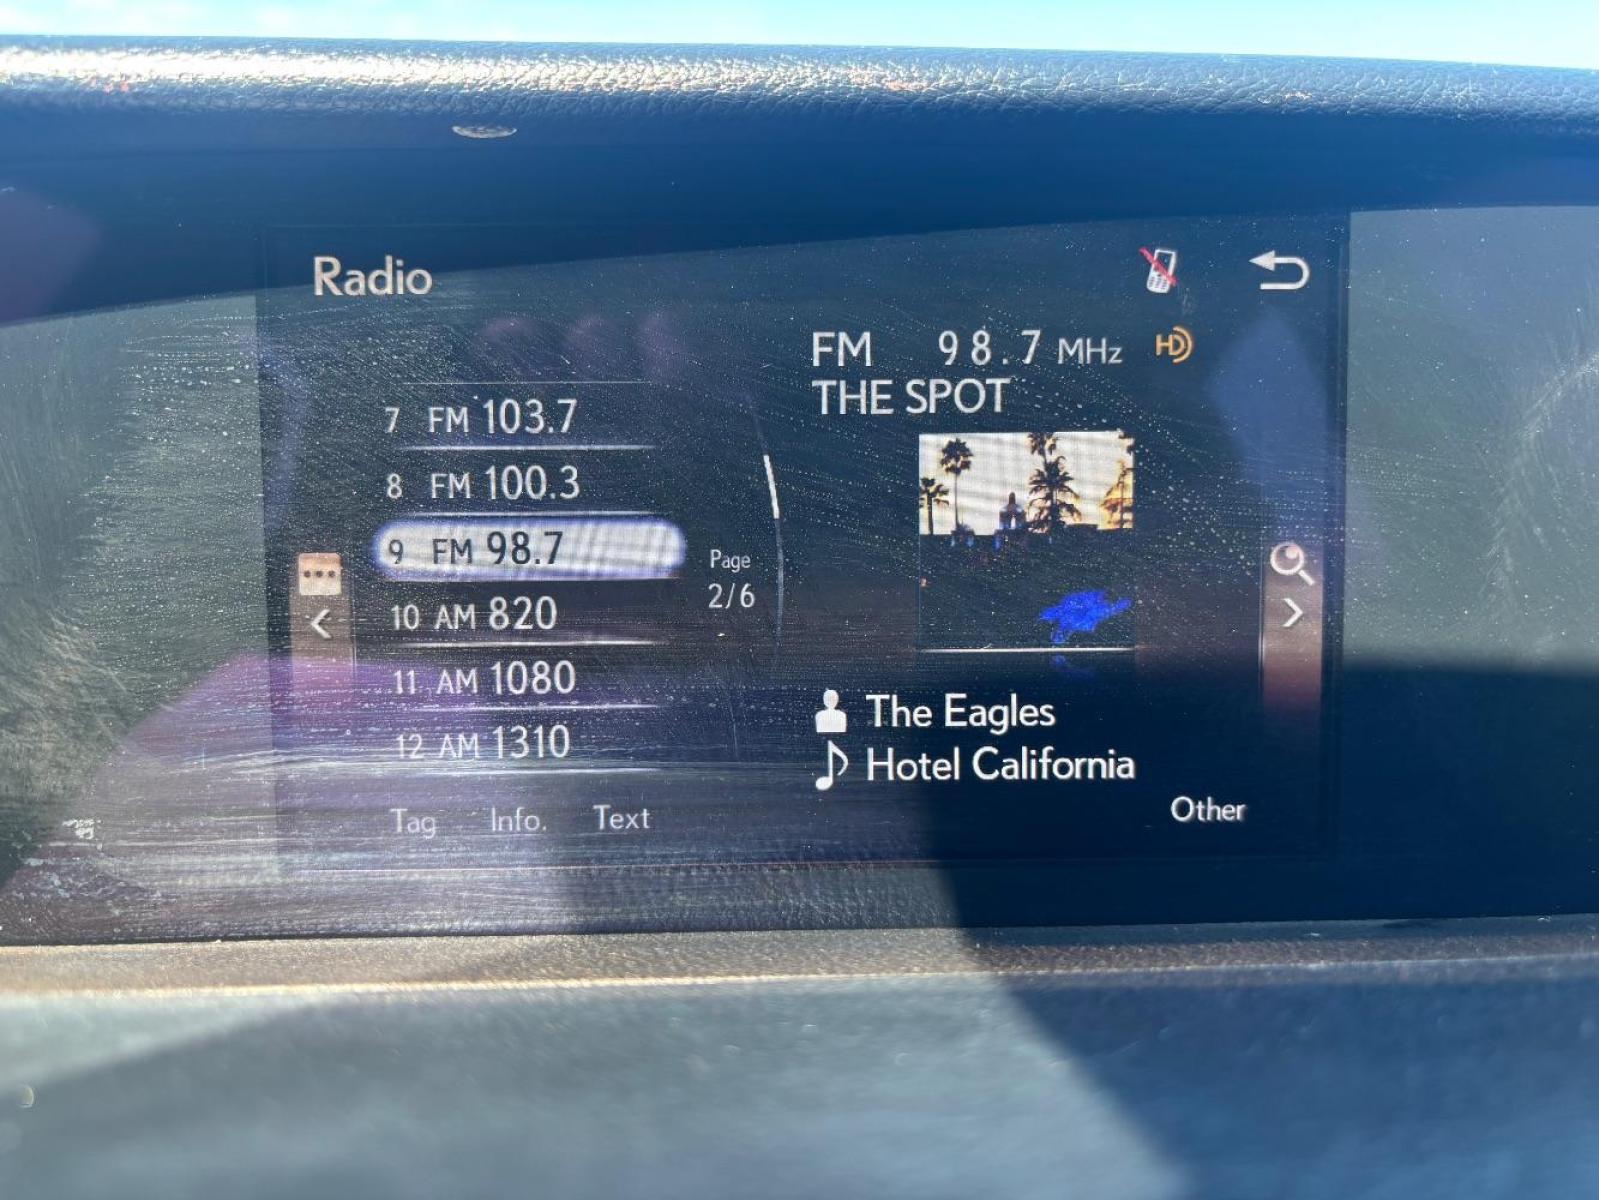 Radio
FM 98.7 MHz HD
THE SPOT
7 FM 103.7
8 FM 100.3
9 FM 98.7
10 AM 820
11 AM 1080
12 AM 1310
Page
2/6
The Eagles
Hotel California
Tag Info. Text
Other